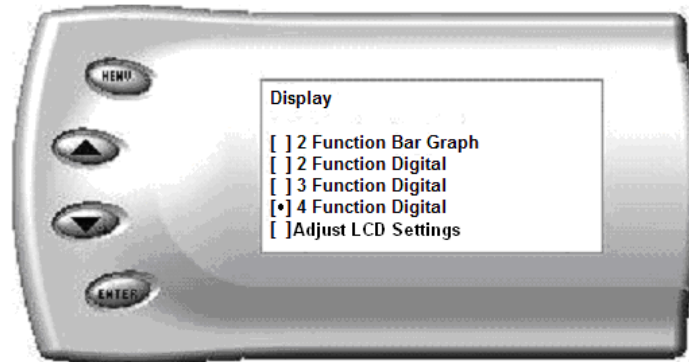 MENU
Display
[ ] 2 Function Bar Graph
[ ] 2 Function Digital
[ ] 3 Function Digital
[•] 4 Function Digital
[ ]Adjust LCD Settings
ENTER